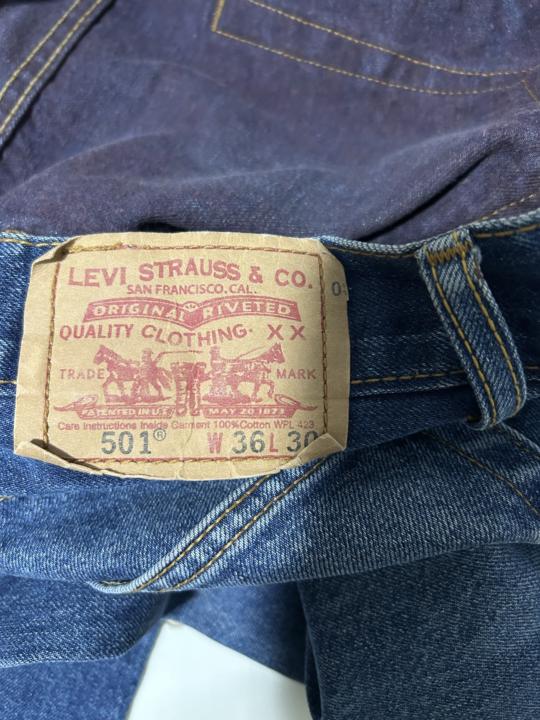 LEVI STRAUSS & CO.
SAN FRANCISCO, CAL.
ORIGINAL RIVETED
QUALITY CLOTHING. X X
TRADE MARK
PATENTED IN U.S. MAY 20 1873
Care Instructions Inside Garment 100%Cotton WPL 423
501® W 36 L 30
0